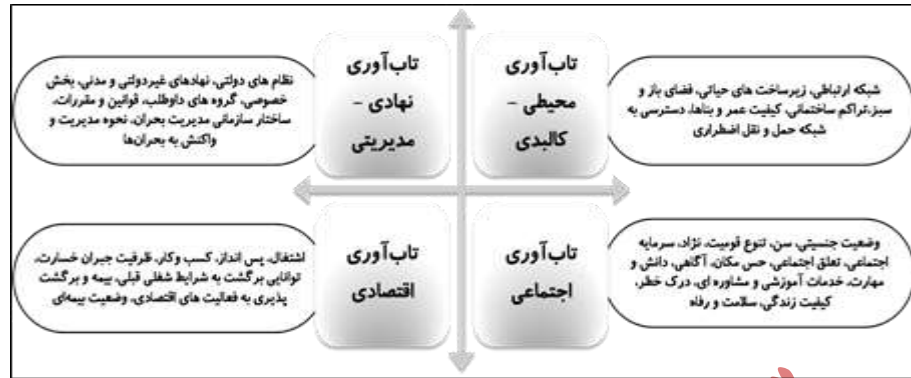 تاب‌آوری
محیطی –
کالبدی
شبکه ارتباطی، زیرساخت های حیاتی، فضای باز و
سبز،تراکم ساختمانی، کیفیت عمر و بناها، دسترسی به
شبکه حمل و نقل اضطراری
تاب‌آوری
نهادی –
مدیریتی
نظام های دولتی، نهادهای غیردولتی و مدنی، بخش
خصوصی، گروه های داوطلب، قوانین و مقررات،
ساختار سازمانی مدیریت بحران، نحوه مدیریت و
واکنش به بحران‌ها
تاب‌آوری
اجتماعی
وضعیت جنسیتی، سن، تنوع قومیت، نژاد، سرمایه
اجتماعی، تعلق اجتماعی، حس مکان، آگاهی، دانش و
مهارت، خدمات آموزشی و مشاوره ای، درک خطر،
کیفیت زندگی، سلامت و رفاه
تاب‌آوری
اقتصادی
اشتغال، پس انداز، کسب و کار، ظرفیت جبران خسارت،
توانایی برگشت به شرایط شغلی قبلی، بیمه و برگشت
پذیری به فعالیت های اقتصادی، وضعیت بیمه‌ای